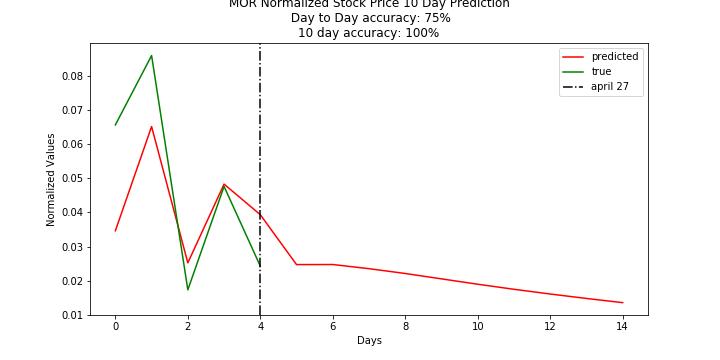 MOR Normalized Stock Price 10 Day Prediction
Day to Day accuracy: 75%
10 day accuracy: 100%
predicted
true
april 27
Normalized Values
0.08
0.07
0.06
0.05
0.04
0.03
0.02
0.01
0 2 4 6 8 10 12 14
Days